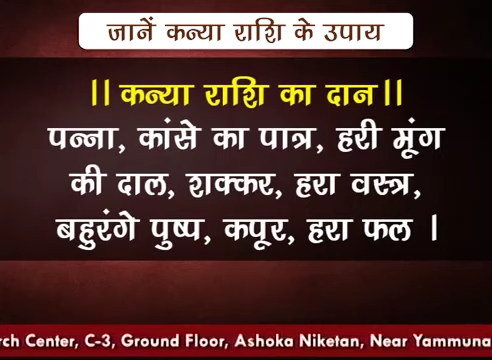 जानें कन्या राशि के उपाय
।। कन्या राशि का दान ।।
पन्ना, कांसे का पात्र, हरी मूंग
की दाल, शक्कर, हरा वस्त्र,
बहुरंगे पुष्प, कपूर, हरा फल ।
rch Center, C-3, Ground Floor, Ashoka Niketan, Near Yammuna